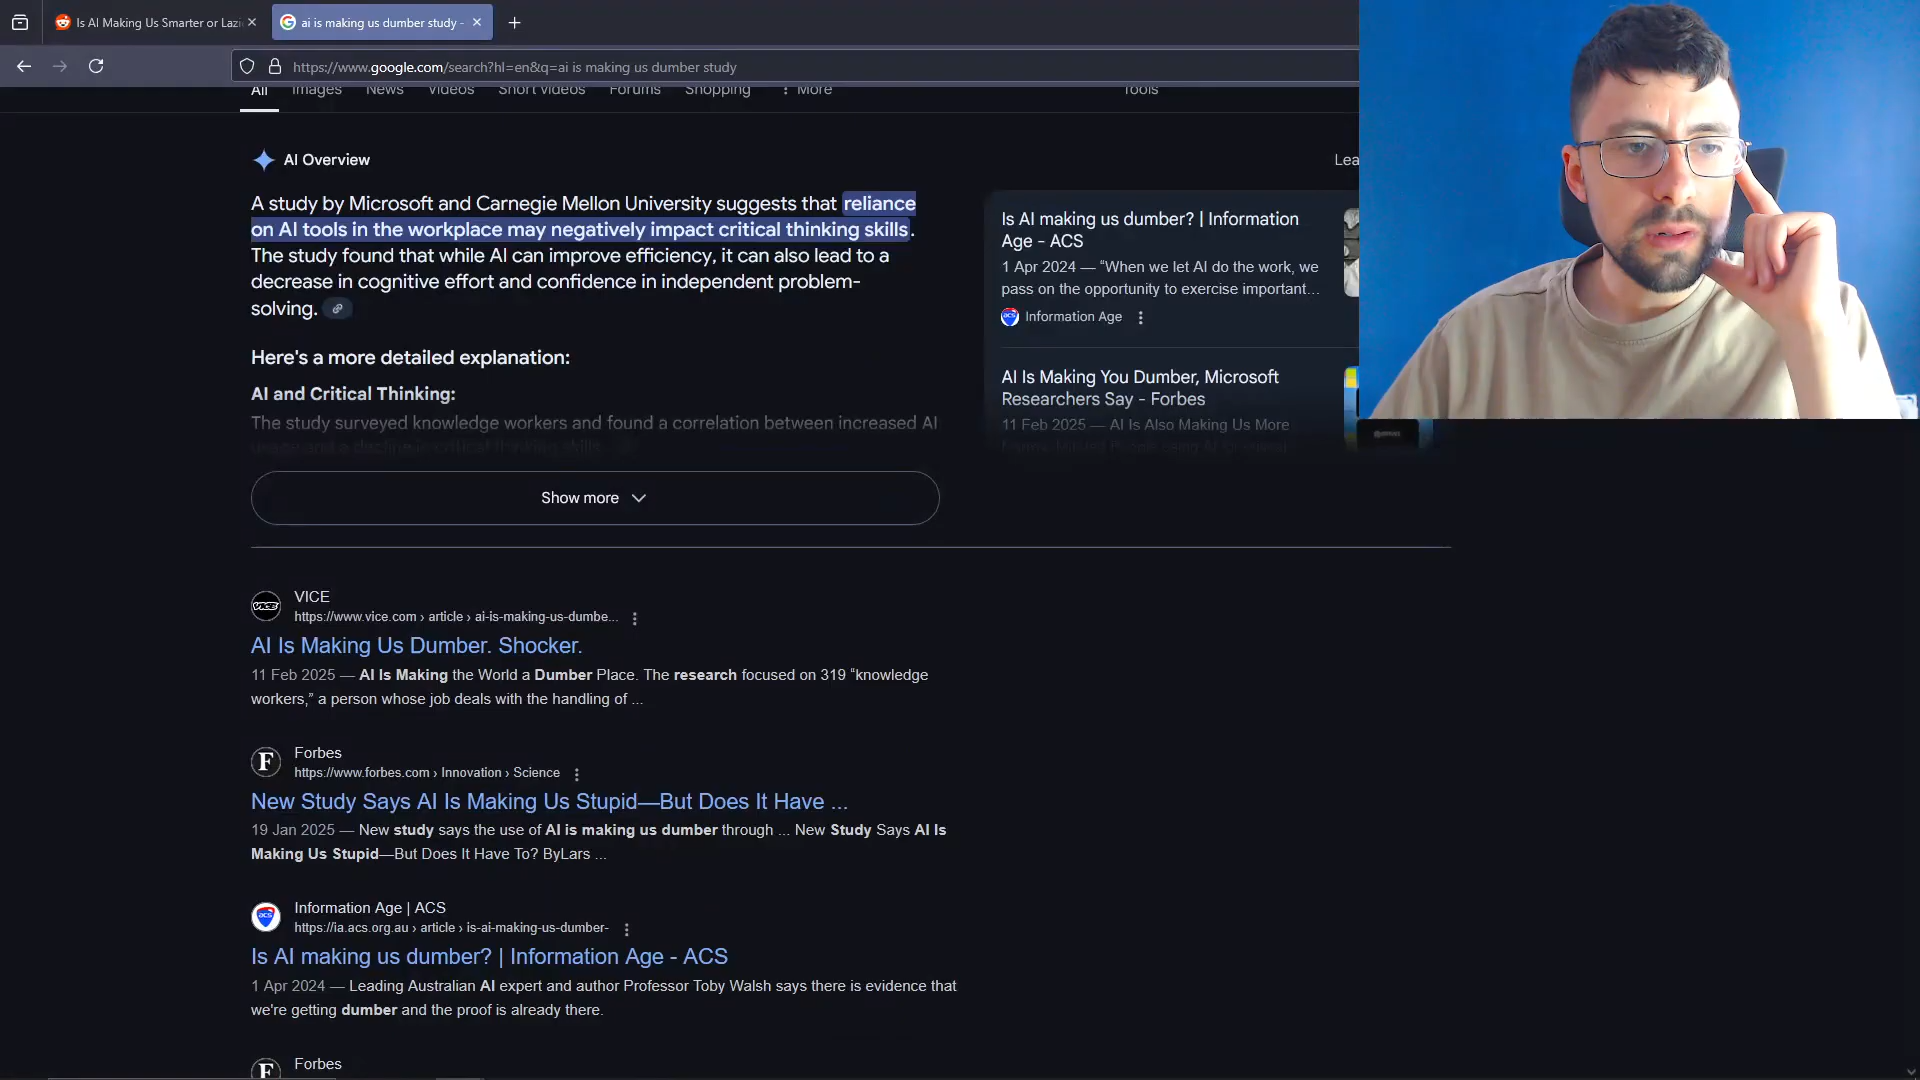 Is AI Making Us Smarter or Lazi
ai is making us dumber study -
https://www.google.com/search?hl=en&q=ai is making us dumber study
All
Images
News
Videos
Short videos
Forums
Shopping
More
Tools
AI Overview
Lea
A study by Microsoft and Carnegie Mellon University suggests that reliance
on AI tools in the workplace may negatively impact critical thinking skills.
The study found that while AI can improve efficiency, it can also lead to a
decrease in cognitive effort and confidence in independent problem-
solving.
Here's a more detailed explanation:
AI and Critical Thinking:
The study surveyed knowledge workers and found a correlation between increased AI
usage and a decline in critical thinking skills.
Show more
Is AI making us dumber? | Information
Age - ACS
1 Apr 2024 — “When we let AI do the work, we
pass on the opportunity to exercise important...
Information Age
AI Is Making You Dumber, Microsoft
Researchers Say - Forbes
11 Feb 2025 — AI Is Also Making Us More
VICE
https://www.vice.com › article › ai-is-making-us-dumbe...
AI Is Making Us Dumber. Shocker.
11 Feb 2025 — AI Is Making the World a Dumber Place. The research focused on 319 “knowledge
workers,” a person whose job deals with the handling of ...
Forbes
https://www.forbes.com › Innovation › Science
New Study Says AI Is Making Us Stupid—But Does It Have ...
19 Jan 2025 — New study says the use of AI is making us dumber through ... New Study Says AI Is
Making Us Stupid—But Does It Have To? ByLars ...
Information Age | ACS
https://ia.acs.org.au › article › is-ai-making-us-dumber-
Is AI making us dumber? | Information Age - ACS
1 Apr 2024 — Leading Australian AI expert and author Professor Toby Walsh says there is evidence that
we're getting dumber and the proof is already there.
Forbes